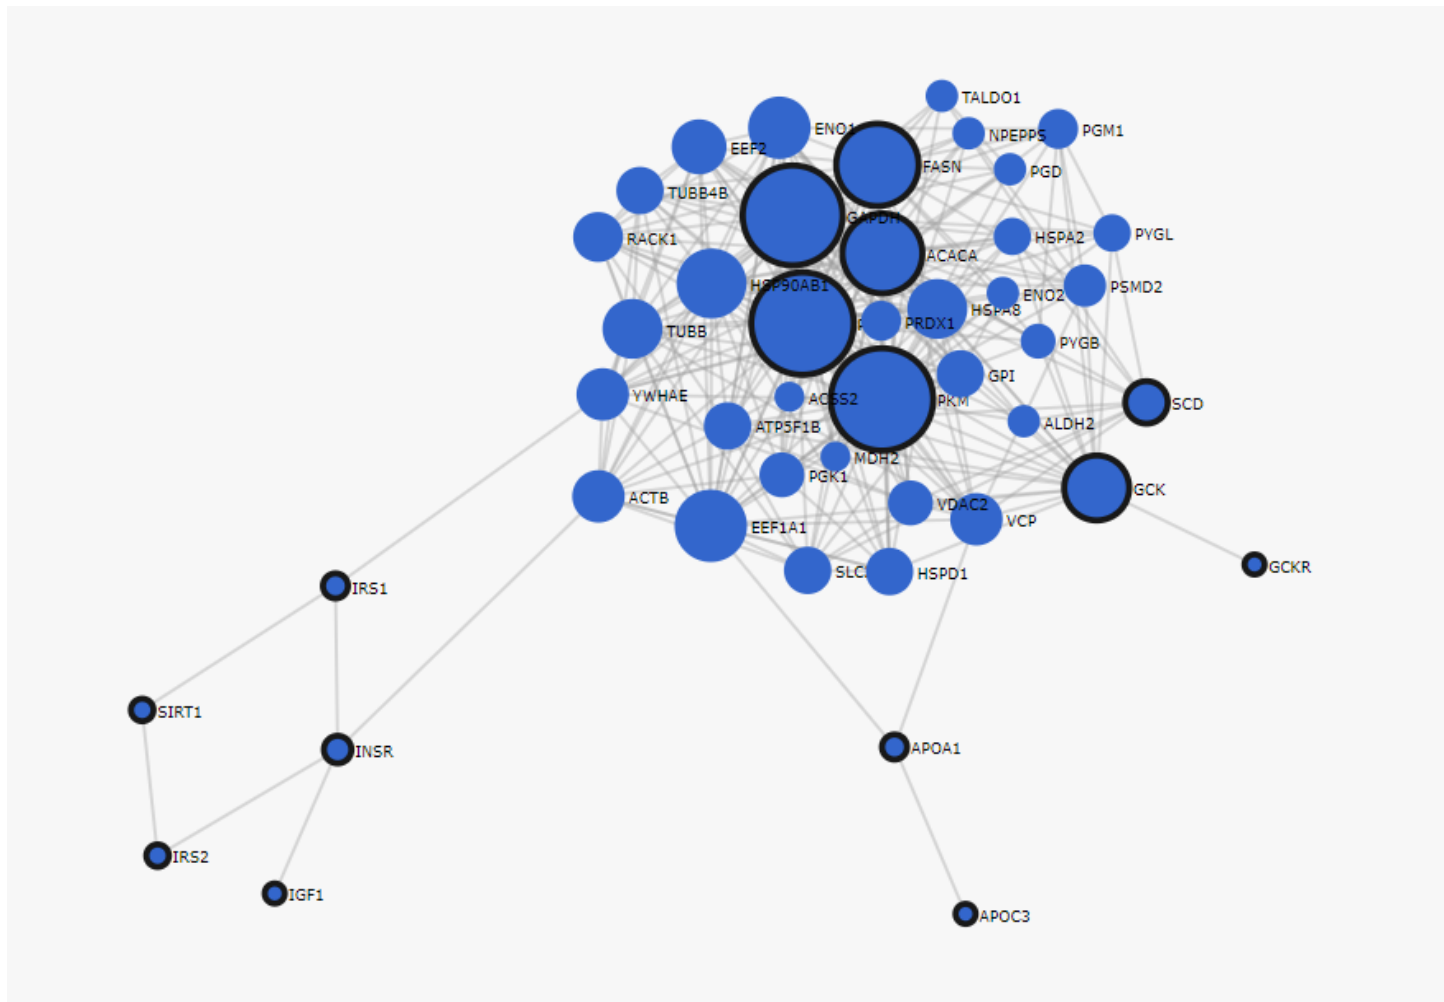 TALDO1
ENO1
NPEPPS
PGM1
EEF2
FASN
PGD
TUBB4B
GAPDH
PYGL
RACK1
HSPA2
ACACA
HSP90AB1
PSMD2
ENO2
HSPA8
PRDX1
TUBB
PYGB
GPI
YWHAE
ACSS2
PKM
SCD
ATP5F1B
ALDH2
MDH2
PGK1
GCK
ACTB
VDAC2
VCP
EEF1A1
GCKR
SLC
HSPD1
IRS1
SIRT1
APOA1
INSR
IRS2
IGF1
APOC3